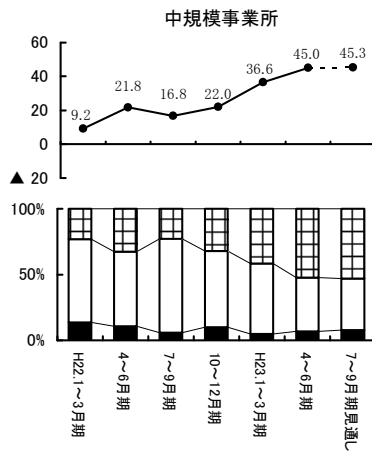 中規模事業所
60
40
20
0
▲ 20
9.2
21.8
16.8
22.0
36.6
45.0
45.3
100%
50%
0%
H22.1～3月期
4～6月期
7～9月期
10～12月期
H23.1～3月期
4～6月期
7～9月期見通し